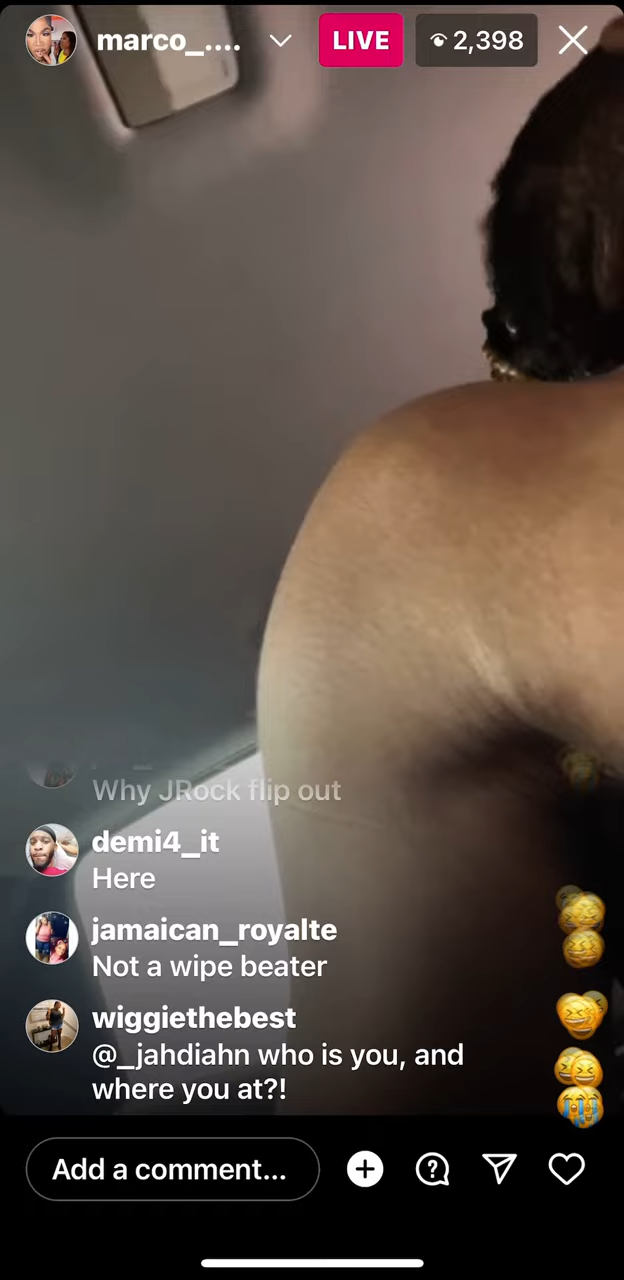 marco_.... LIVE 2,398
Why JRock flip out
demi4_it
Here
jamaican_royalte
Not a wipe beater
wiggiethebest
@_jahdiahn who is you, and
where you at?!
Add a comment...